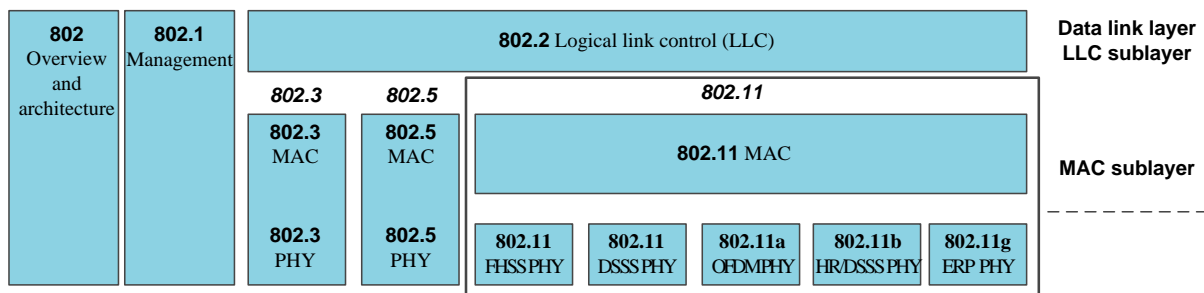 802
Overview
and
architecture
802.1
Management
802.2 Logical link control (LLC)
Data link layer
LLC sublayer
802.3
802.5
802.11
802.3
MAC
802.5
MAC
802.11 MAC
MAC sublayer
802.3
PHY
802.5
PHY
802.11
FHSS PHY
802.11
DSSS PHY
802.11a
OFDM PHY
802.11b
HR/DSSS PHY
802.11g
ERP PHY